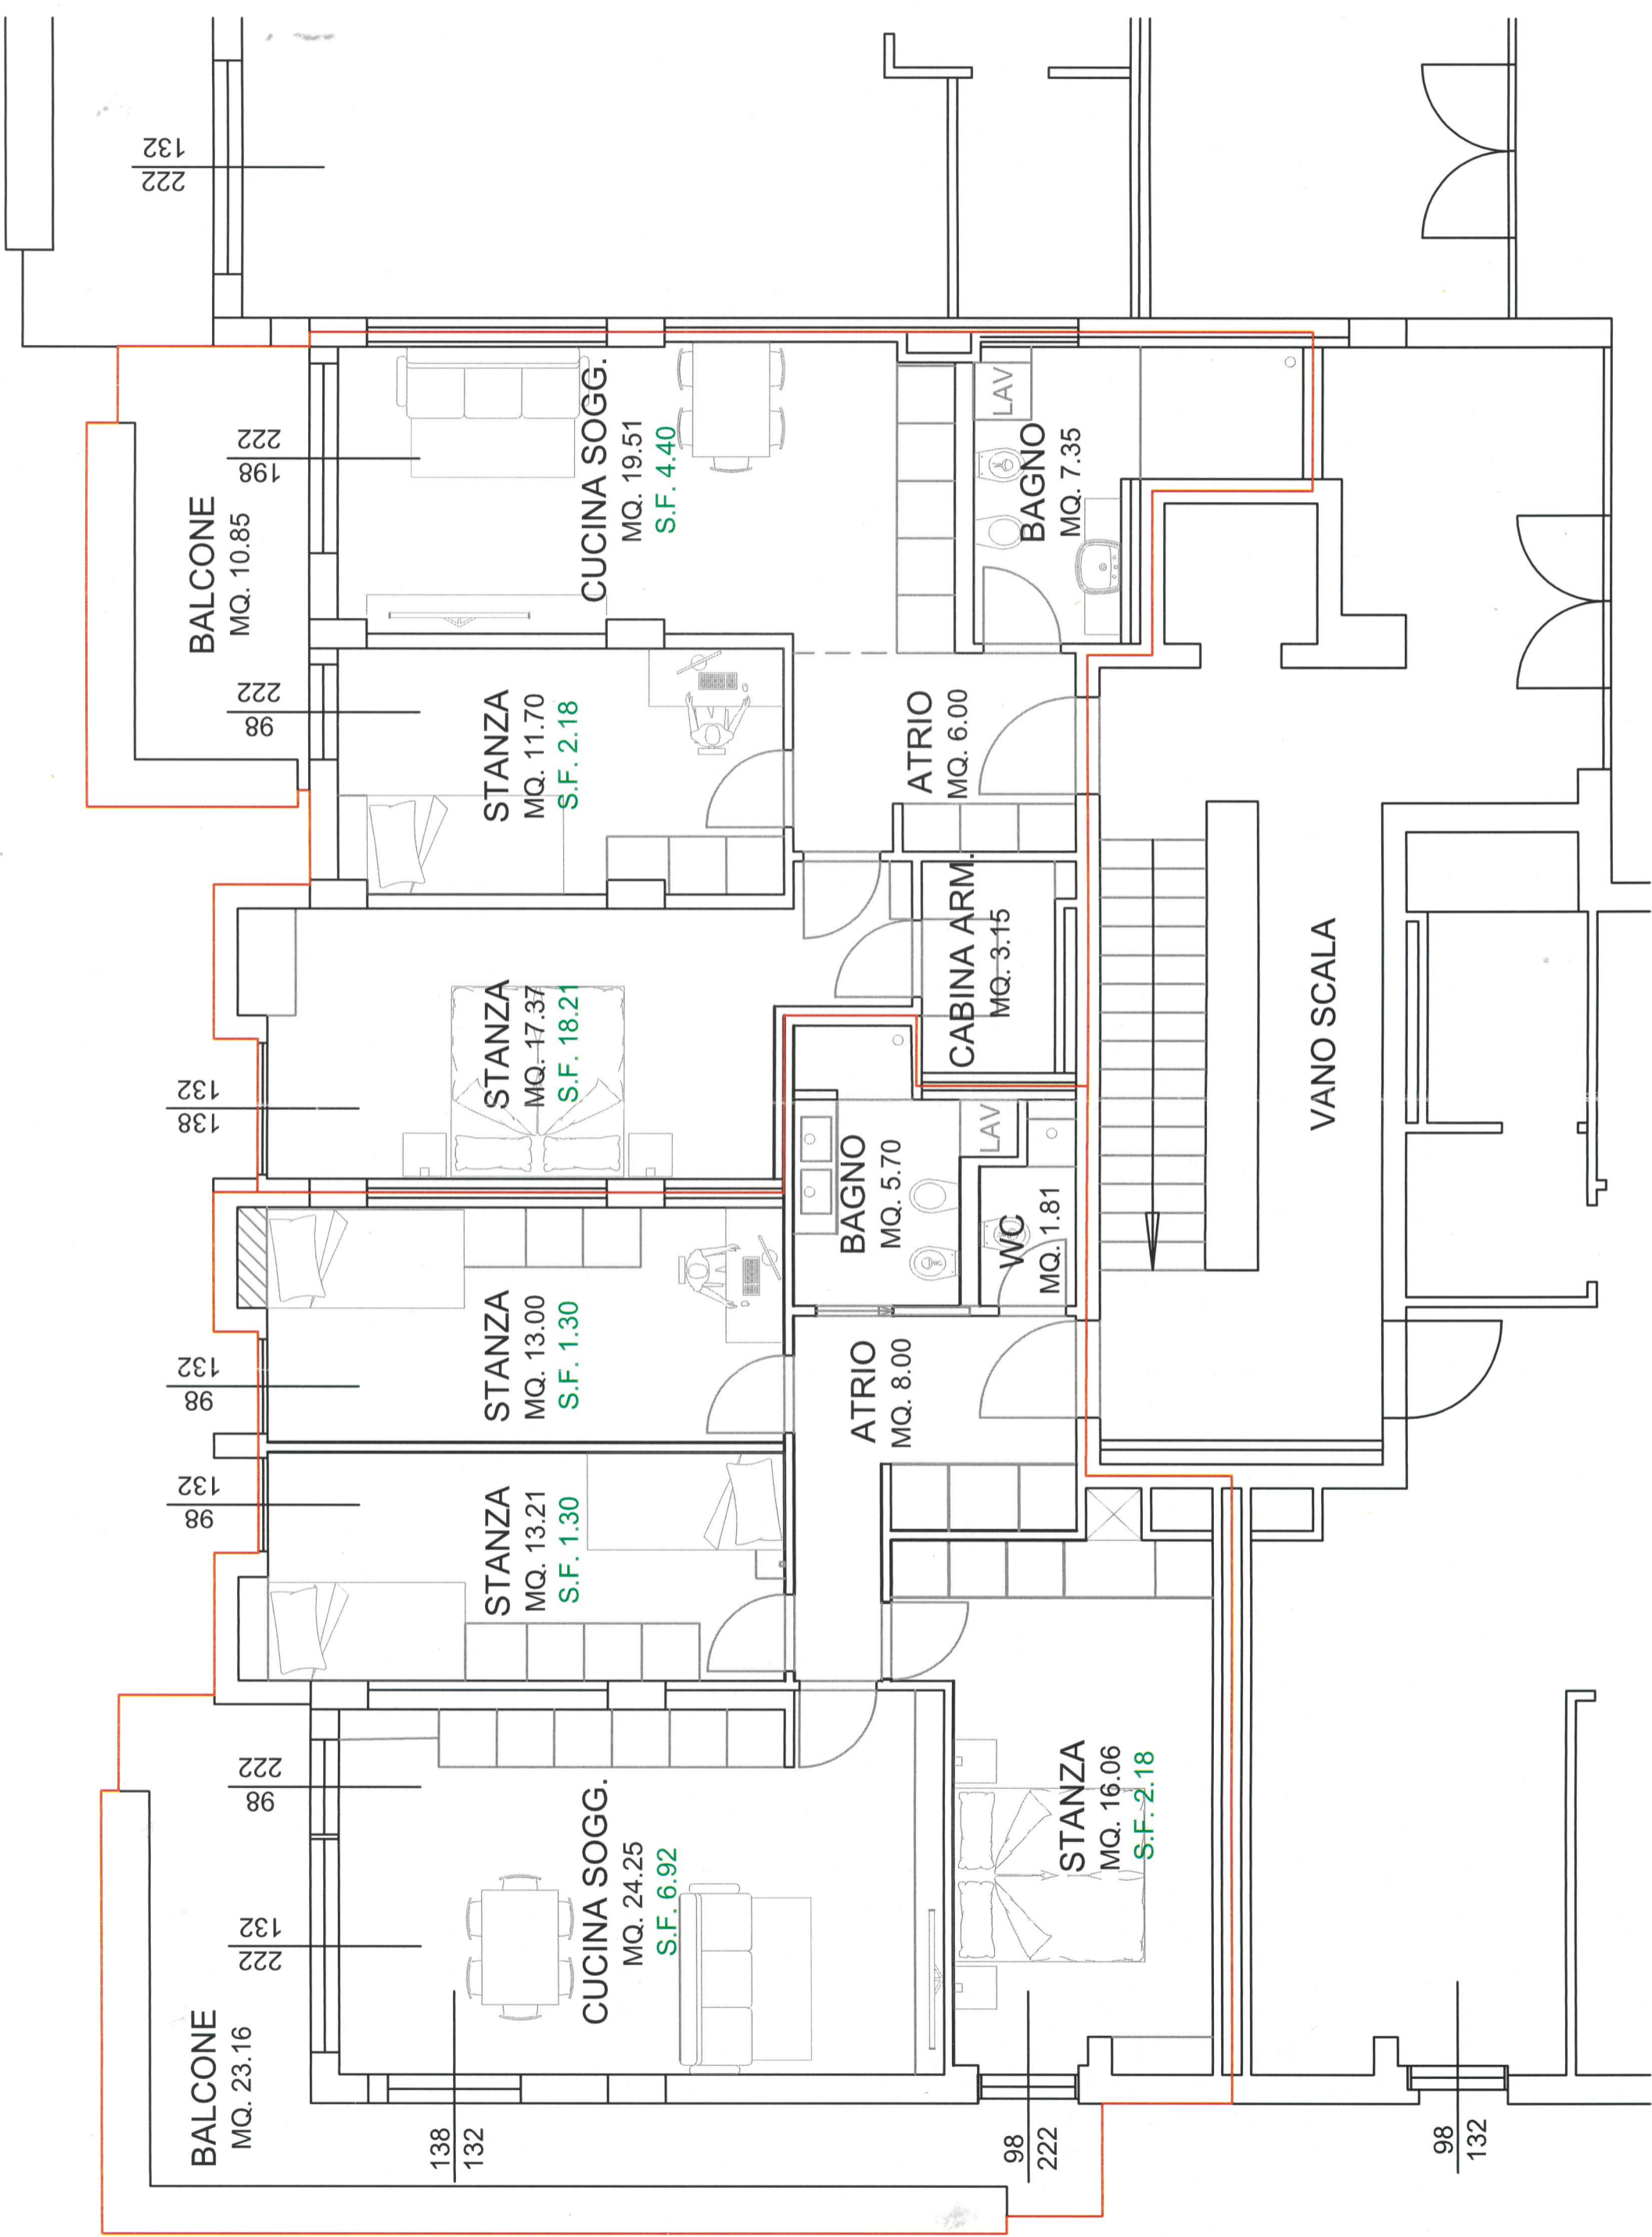 BALCONE
MQ. 23.16
222
132
98
222
CUCINA SOGG.
MQ. 24.25
S.F. 6.92
138
132
98
222
98
132
STANZA
MQ. 16.06
S.F. 2.18
98
132
STANZA
MQ. 13.21
S.F. 1.30
98
132
STANZA
MQ. 13.00
S.F. 1.30
ATRIO
MQ. 8.00
BAGNO
MQ. 5.70
LAV
WC
MQ. 1.81
138
132
STANZA
MQ. 17.37
S.F. 18.21
CABINA ARM.
MQ. 3.15
VANO SCALA
98
222
STANZA
MQ. 11.70
S.F. 2.18
ATRIO
MQ. 6.00
BALCONE
MQ. 10.85
198
222
CUCINA SOGG.
MQ. 19.51
S.F. 4.40
BAGNO
MQ. 7.35
LAV
222
132